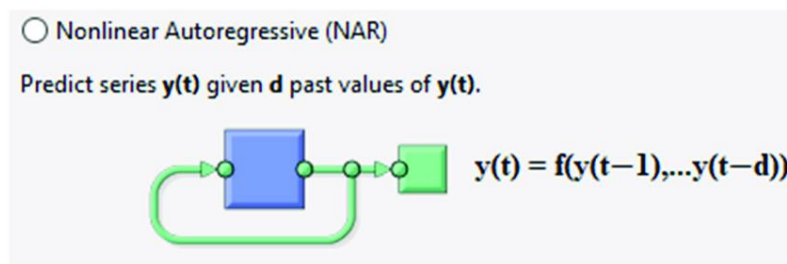 Nonlinear Autoregressive (NAR)
Predict series y(t) given d past values of y(t).
y(t) = f(y(t−1),...y(t−d))